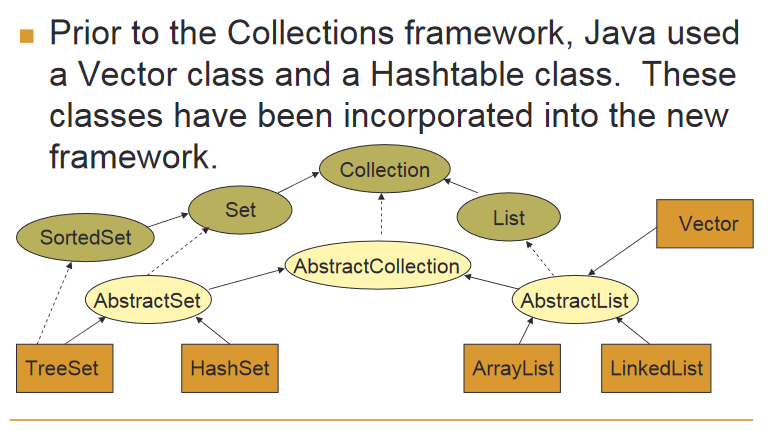 Prior to the Collections framework, Java used
a Vector class and a Hashtable class. These
classes have been incorporated into the new
framework.
Collection
Set
List
Vector
SortedSet
AbstractCollection
AbstractSet
AbstractList
TreeSet
HashSet
ArrayList
LinkedList